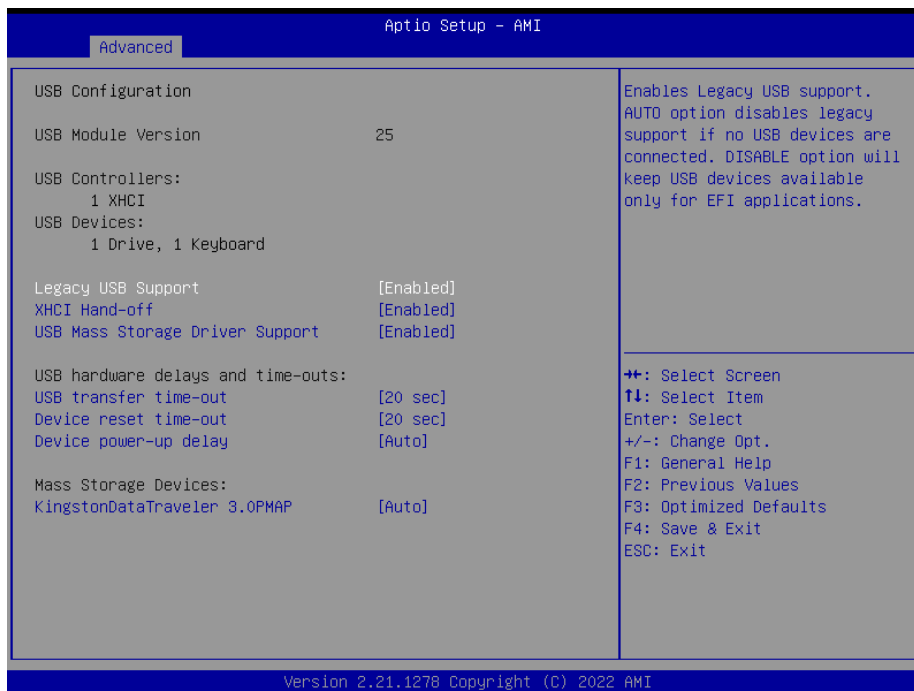 Aptio Setup – AMI
Advanced
USB Configuration
USB Module Version 25
USB Controllers:
1 XHCI
USB Devices:
1 Drive, 1 Keyboard
Legacy USB Support [Enabled]
XHCI Hand-off [Enabled]
USB Mass Storage Driver Support [Enabled]
USB hardware delays and time-outs:
USB transfer time-out [20 sec]
Device reset time-out [20 sec]
Device power-up delay [Auto]
Mass Storage Devices:
KingstonDataTraveler 3.0PMAP [Auto]
Enables Legacy USB support.
AUTO option disables legacy
support if no USB devices are
connected. DISABLE option will
keep USB devices available
only for EFI applications.
→←: Select Screen
↑↓: Select Item
Enter: Select
+/-: Change Opt.
F1: General Help
F2: Previous Values
F3: Optimized Defaults
F4: Save & Exit
ESC: Exit
Version 2.21.1278 Copyright (C) 2022 AMI